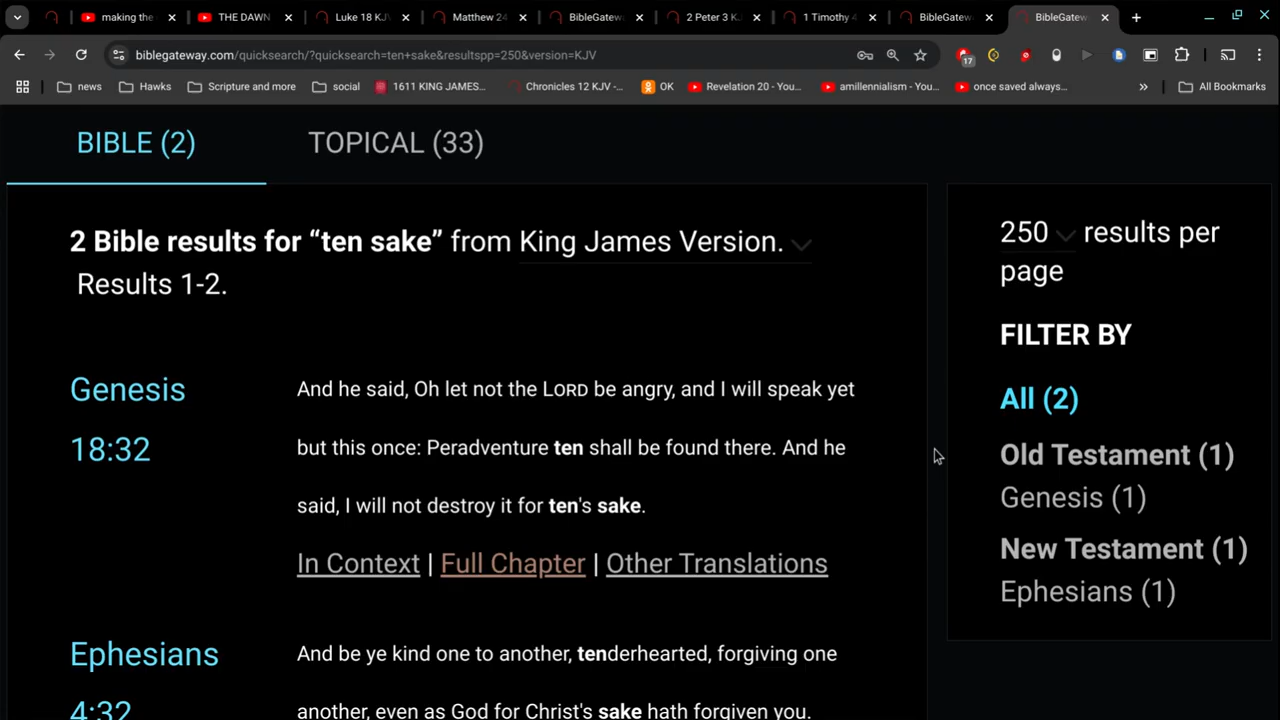 making the
THE DAWN
Luke 18 KJV
Matthew 24
BibleGatew
2 Peter 3 K
1 Timothy 4
BibleGatew
BibleGatew
biblegateway.com/quicksearch/?quicksearch=ten+sake&resultspp=250&version=KJV
17
news
Hawks
Scripture and more
social
1611 KING JAMES...
Chronicles 12 KJV -...
OK
Revelation 20 - You...
amillennialism - You...
once saved always...
»
All Bookmarks
BIBLE (2)
TOPICAL (33)
2 Bible results for “ten sake” from King James Version.
Results 1-2.
Genesis
18:32
And he said, Oh let not the LORD be angry, and I will speak yet
but this once: Peradventure ten shall be found there. And he
said, I will not destroy it for ten's sake.
In Context | Full Chapter | Other Translations
Ephesians
4:32
And be ye kind one to another, tenderhearted, forgiving one
another, even as God for Christ's sake hath forgiven you.
250 results per
page
FILTER BY
All (2)
Old Testament (1)
Genesis (1)
New Testament (1)
Ephesians (1)